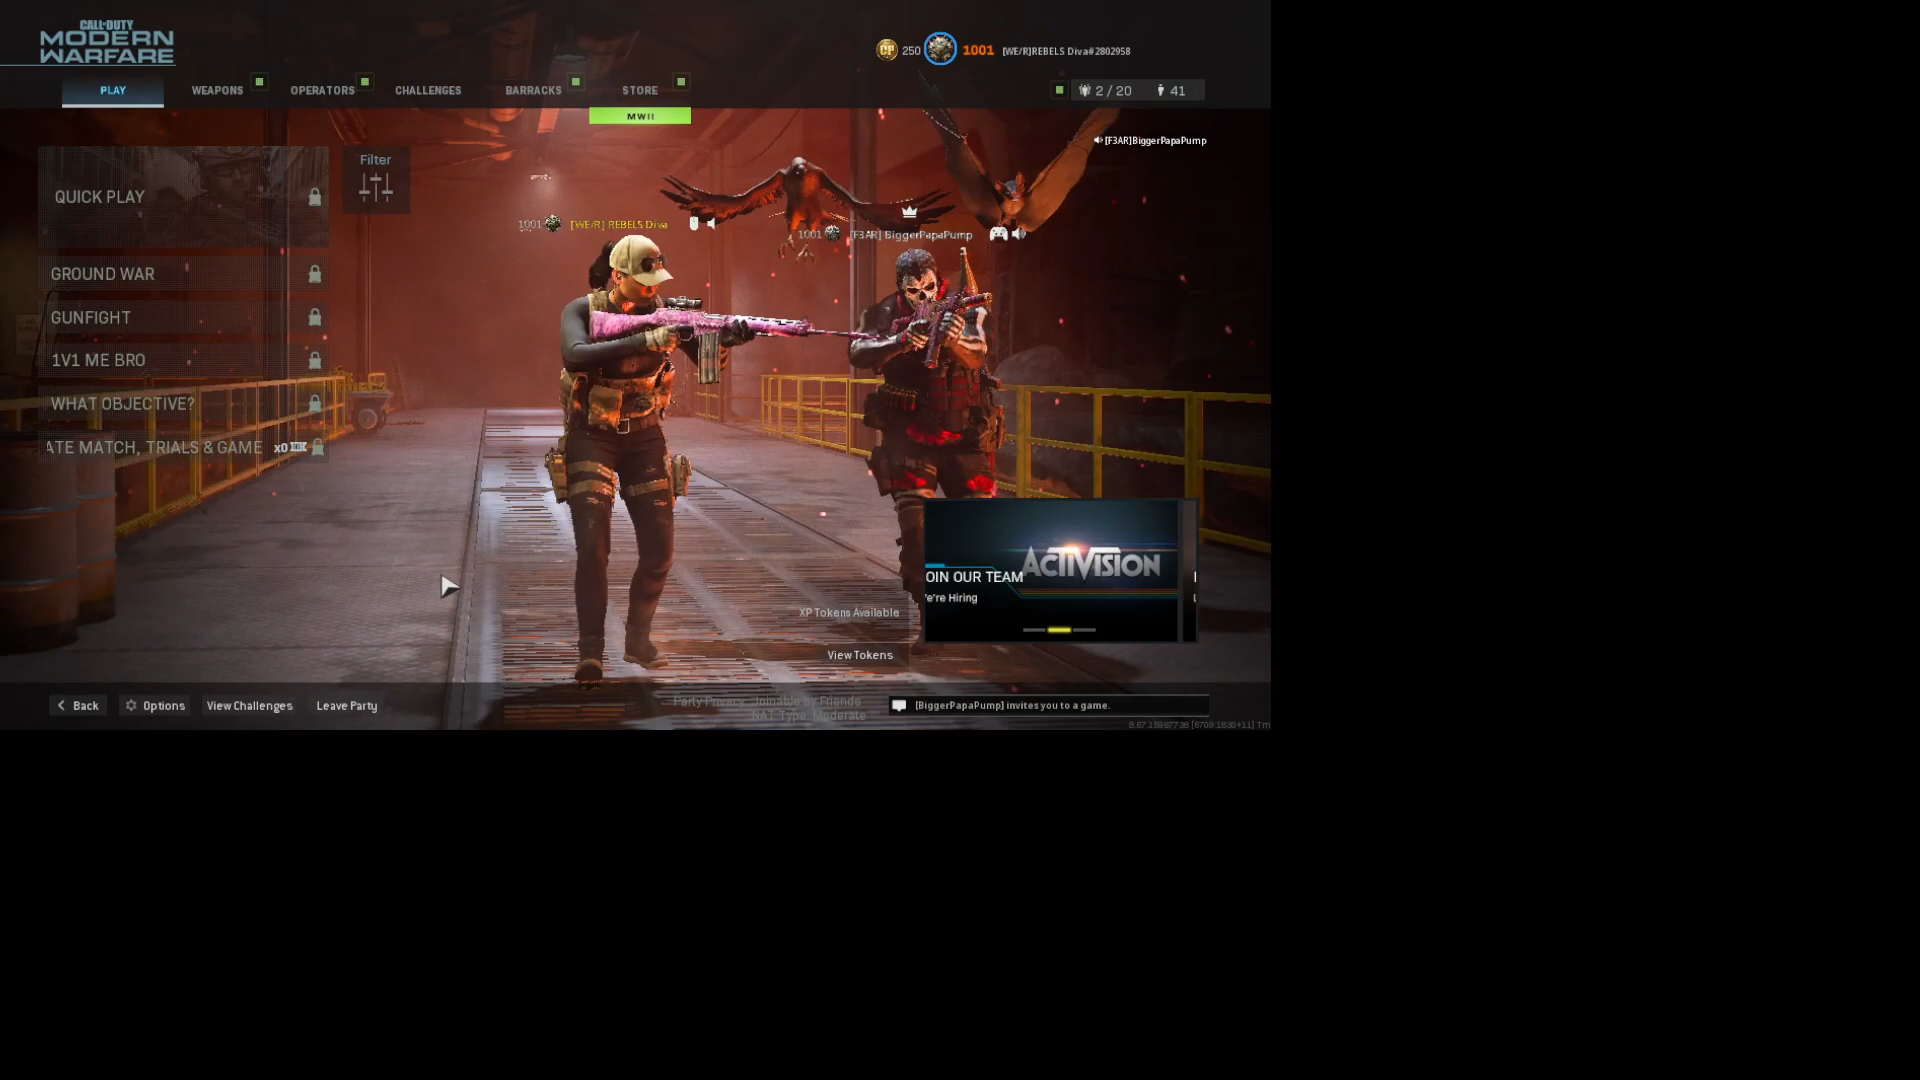 CALL OF DUTY
MODERN
WARFARE
CP 250 1001 [WE/R]REBELS Diva#2802958
PLAY WEAPONS OPERATORS CHALLENGES BARRACKS STORE
2 / 20 41
MWII
[F3AR]BiggerPapaPump
Filter
QUICK PLAY
1001 [WE/R] REBELS Diva
1001 [F3AR] BiggerPapaPump
GROUND WAR
GUNFIGHT
1V1 ME BRO
WHAT OBJECTIVE?
ATE MATCH, TRIALS & GAME x0
ACTIVISION
OIN OUR TEAM
'e're Hiring
XP Tokens Available
View Tokens
Back Options View Challenges Leave Party
Party Privacy: Joinable by Friends
NAT Type: Moderate
[BiggerPapaPump] invites you to a game.